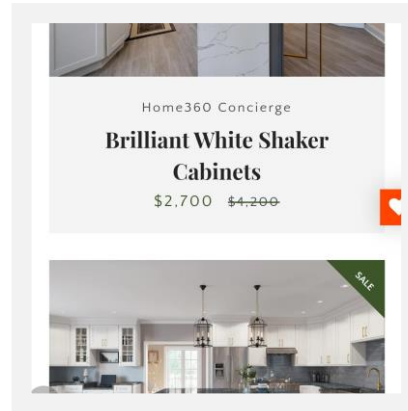 Home360 Concierge
Brilliant White Shaker
Cabinets
$2,700 $4,200
SALE